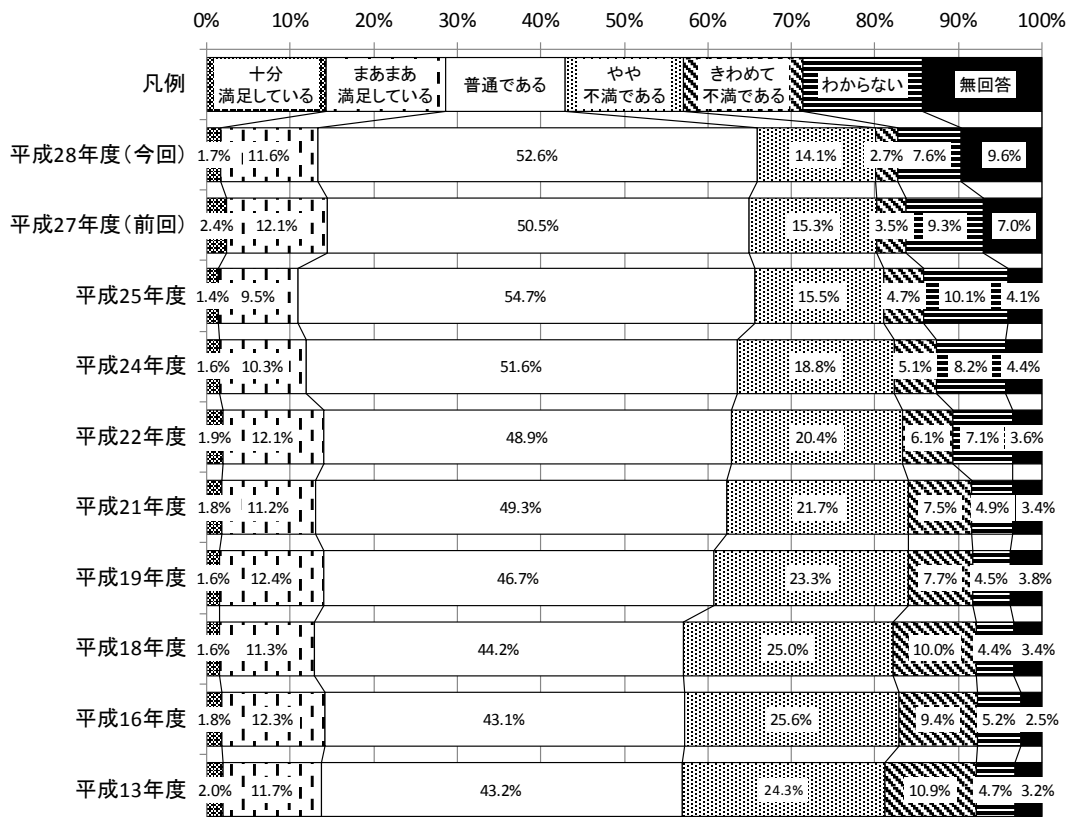 0% 10% 20% 30% 40% 50% 60% 70% 80% 90% 100%
凡例
十分
満足している
まあまあ
満足している
普通である
やや
不満である
きわめて
不満である
わからない
無回答
平成28年度(今回) 1.7% 11.6% 52.6% 14.1% 2.7% 7.6% 9.6%
平成27年度(前回) 2.4% 12.1% 50.5% 15.3% 3.5% 9.3% 7.0%
平成25年度 1.4% 9.5% 54.7% 15.5% 4.7% 10.1% 4.1%
平成24年度 1.6% 10.3% 51.6% 18.8% 5.1% 8.2% 4.4%
平成22年度 1.9% 12.1% 48.9% 20.4% 6.1% 7.1% 3.6%
平成21年度 1.8% 11.2% 49.3% 21.7% 7.5% 4.9% 3.4%
平成19年度 1.6% 12.4% 46.7% 23.3% 7.7% 4.5% 3.8%
平成18年度 1.6% 11.3% 44.2% 25.0% 10.0% 4.4% 3.4%
平成16年度 1.8% 12.3% 43.1% 25.6% 9.4% 5.2% 2.5%
平成13年度 2.0% 11.7% 43.2% 24.3% 10.9% 4.7% 3.2%